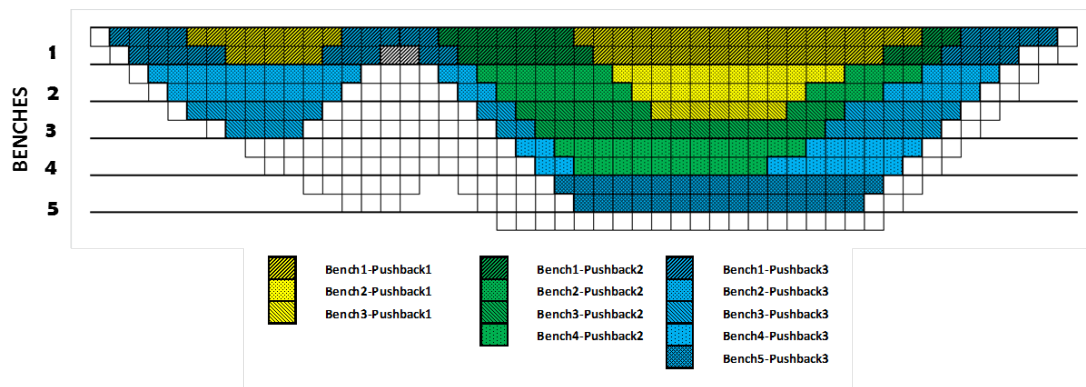 BENCHES
1
2
3
4
5
Bench1-Pushback1
Bench2-Pushback1
Bench3-Pushback1
Bench1-Pushback2
Bench2-Pushback2
Bench3-Pushback2
Bench4-Pushback2
Bench1-Pushback3
Bench2-Pushback3
Bench3-Pushback3
Bench4-Pushback3
Bench5-Pushback3